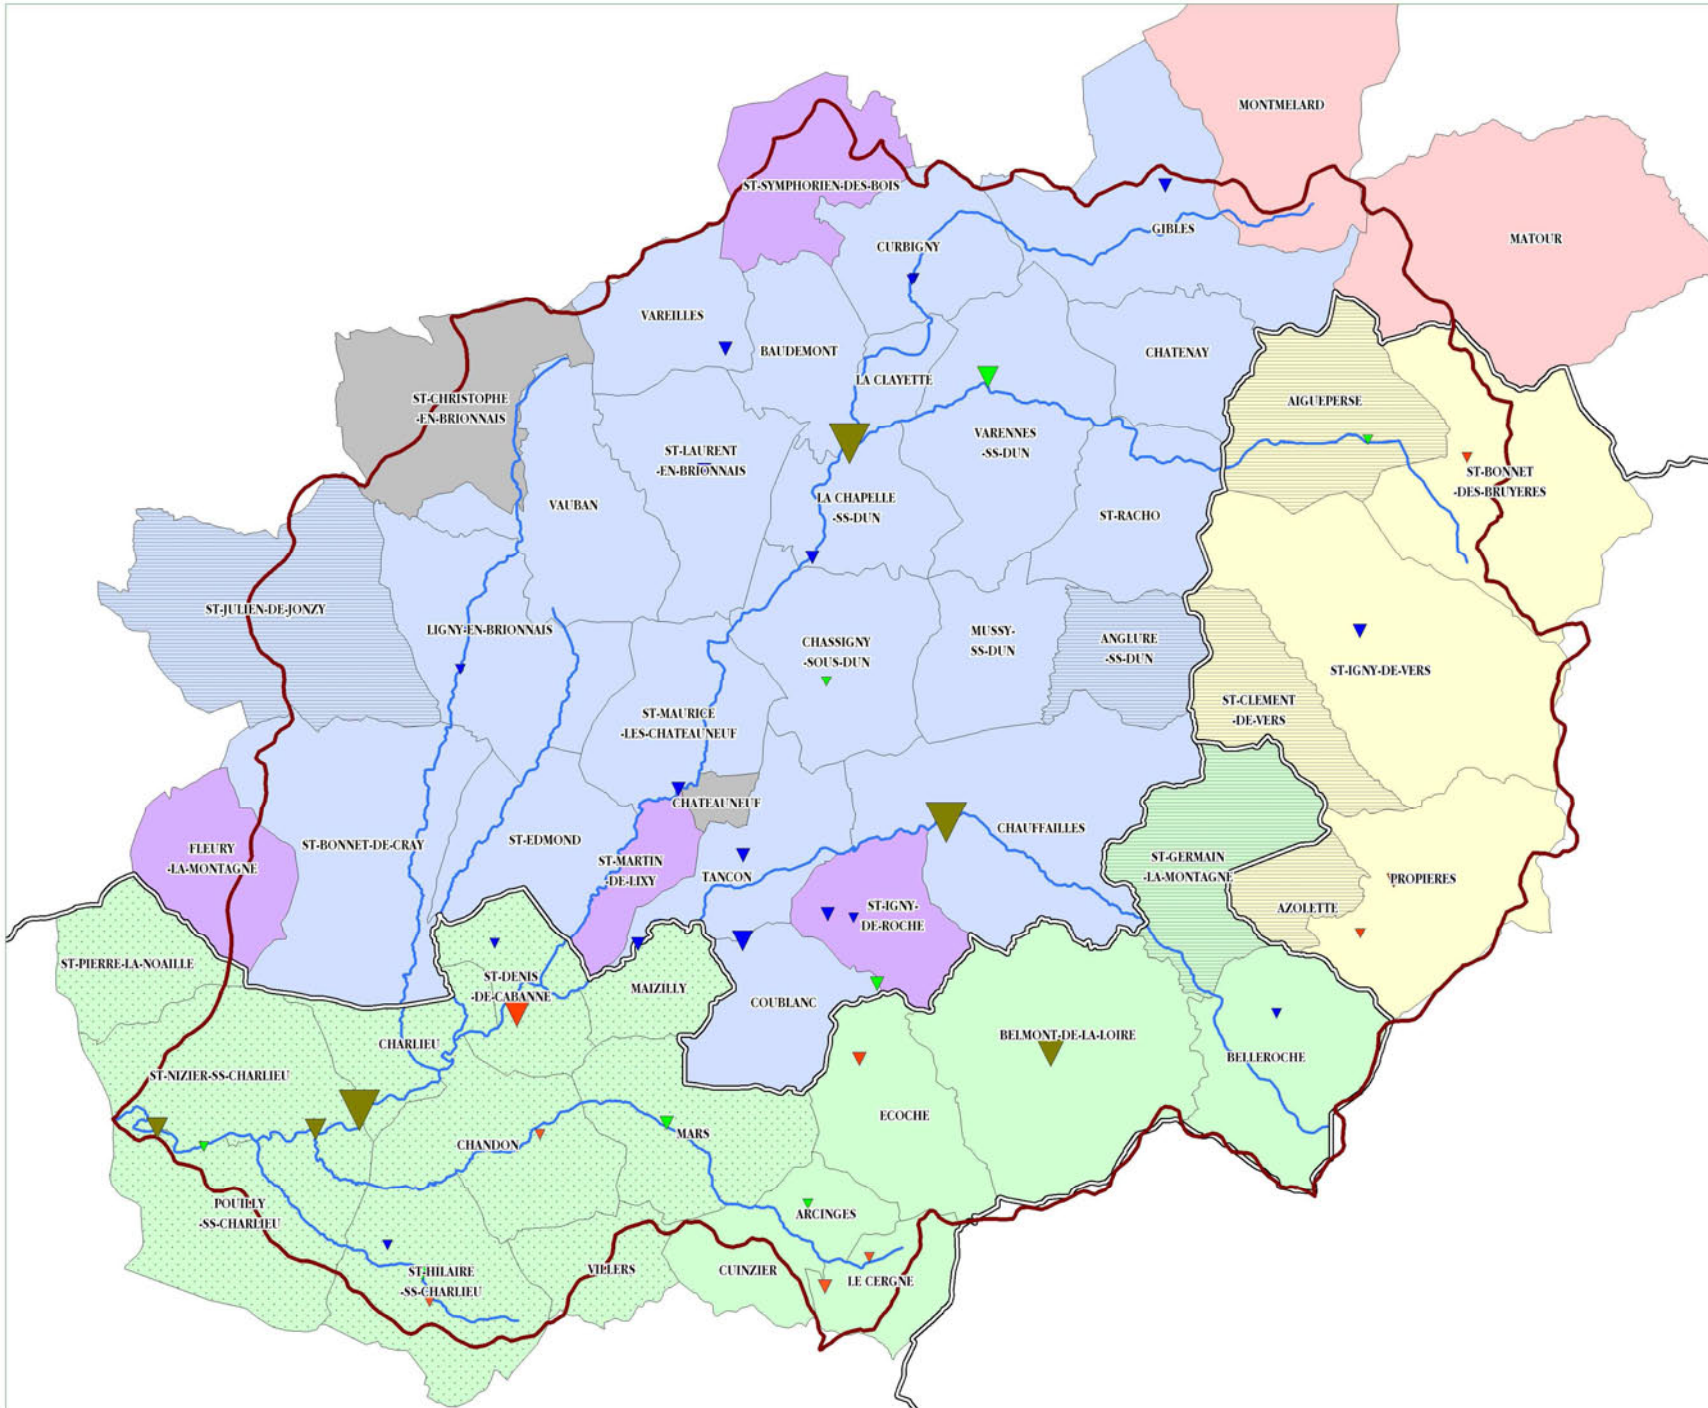 MONTMELARD
ST-SYMPHORIEN-DES-BOIS
GIBLES
MATOUR
CURBIGNY
VAREILLES
BAUDEMONT
CHATENAY
LA CLAYETTE
ST-CHRISTOPHE
-EN-BRIONNAIS
AIGUEPERSE
VARENNES
-SS-DUN
ST-LAURENT
-EN-BRIONNAIS
ST-BONNET
-DES-BRUYERES
VAUBAN
LA CHAPELLE
-SS-DUN
ST-RACHO
ST-JULIEN-DE-JONZY
LIGNY-EN-BRIONNAIS
CHASSIGNY
-SOUS-DUN
MUSSY-
SS-DUN
ANGLURE
-SS-DUN
ST-IGNY-DE-VERS
ST-CLEMENT
-DE-VERS
ST-MAURICE
-LES-CHATEAUNEUF
CHATEAUNEUF
CHAUFFAILLES
FLEURY
-LA-MONTAGNE
ST-BONNET-DE-CRAY
ST-EDMOND
ST-MARTIN
-DE-LIXY
TANCON
ST-GERMAIN
-LA-MONTAGNE
PROPIERES
AZOLETTE
ST-IGNY-
DE-ROCHE
ST-PIERRE-LA-NOAILLE
ST-DENIS
-DE-CABANNE
MAIZILLY
COUBLANC
BELMONT-DE-LA-LOIRE
CHARLIEU
BELLEROCHE
ST-NIZIER-SS-CHARLIEU
ECOCHE
CHANDON
MARS
POUILLY
-SS-CHARLIEU
ARCINGES
ST-HILAIRE
-SS-CHARLIEU
VILLERS
CUINZIER
LE CERGNE